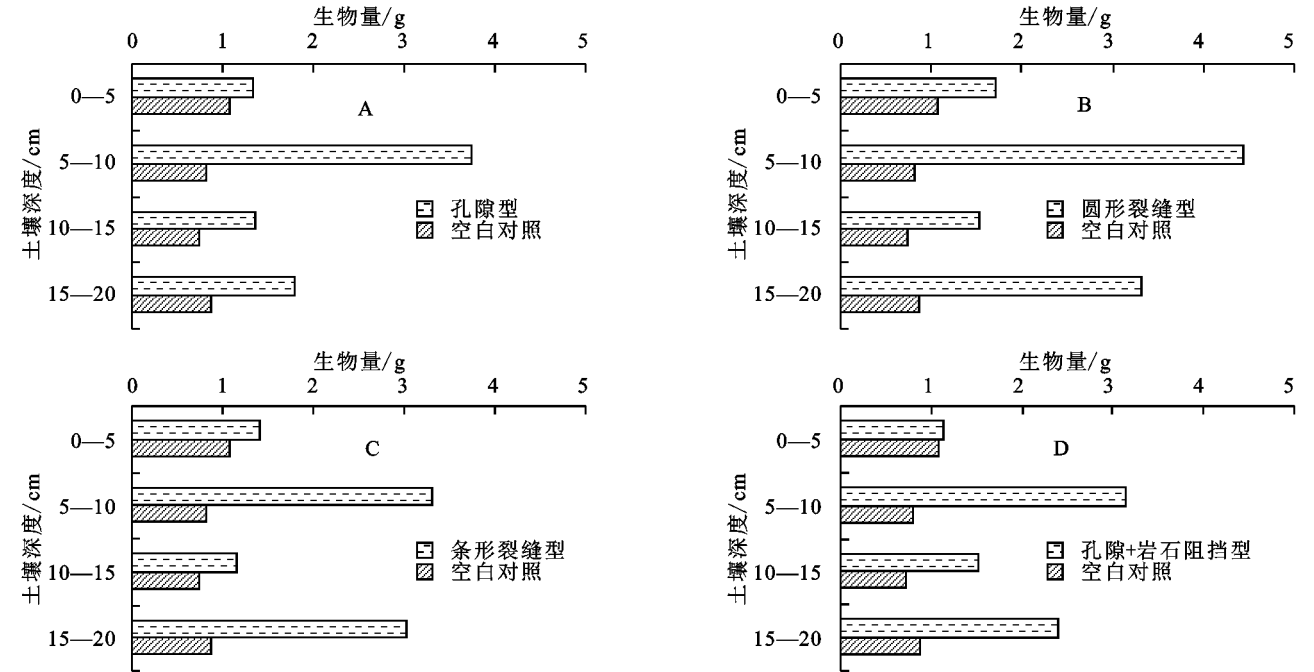 生物量/g
0 1 2 3 4 5
土壤深度/cm
0—5
5—10
10—15
15—20
A
孔隙型
空白对照
生物量/g
0 1 2 3 4 5
土壤深度/cm
0—5
5—10
10—15
15—20
B
圆形裂缝型
空白对照
生物量/g
0 1 2 3 4 5
土壤深度/cm
0—5
5—10
10—15
15—20
C
条形裂缝型
空白对照
生物量/g
0 1 2 3 4 5
土壤深度/cm
0—5
5—10
10—15
15—20
D
孔隙+岩石阻挡型
空白对照